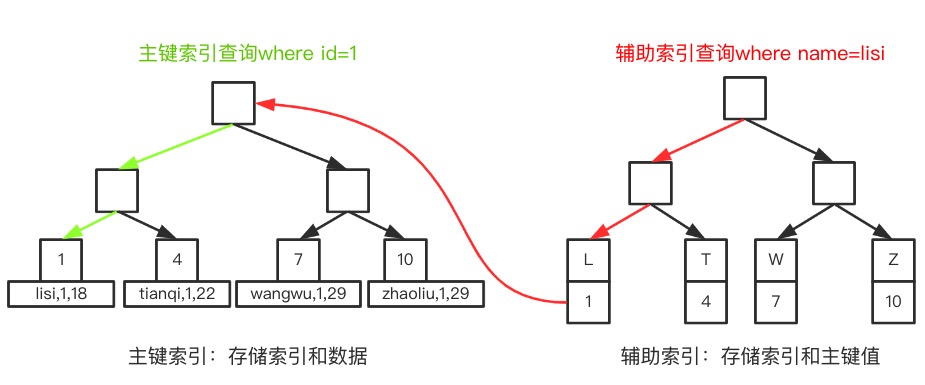 主键索引查询where id=1
辅助索引查询where name=lisi
1
4
7
10
lisi,1,18
tianqi,1,22
wangwu,1,29
zhaoliu,1,29
L
T
W
Z
1
4
7
10
主键索引：存储索引和数据
辅助索引：存储索引和主键值